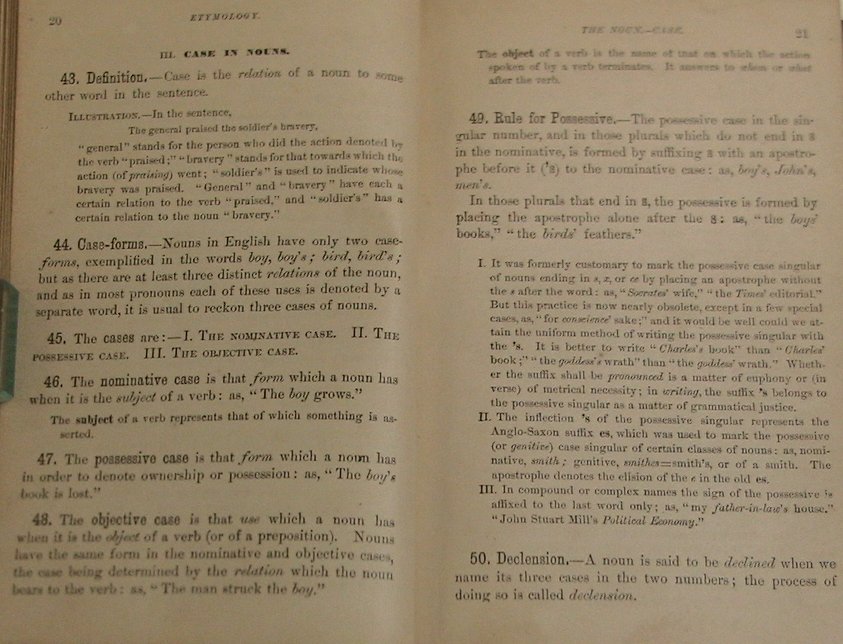 20
ETYMOLOGY.
III. CASE IN NOUNS.
43. Definition.—Case is the relation of a noun to some
other word in the sentence.
ILLUSTRATION.—In the sentence,
The general praised the soldier's bravery,
"general" stands for the person who did the action denoted by
the verb "praised;" "bravery" stands for that towards which the
action (of praising) went; "soldier's" is used to indicate whose
bravery was praised. "General" and "bravery" have each a
certain relation to the verb "praised," and "soldier's" has a
certain relation to the noun "bravery."
44. Case-forms.—Nouns in English have only two case-
forms, exemplified in the words boy, boy's; bird, bird's;
but as there are at least three distinct relations of the noun,
and as in most pronouns each of these uses is denoted by a
separate word, it is usual to reckon three cases of nouns.
45. The cases are:—I. THE NOMINATIVE CASE. II. THE
POSSESSIVE CASE. III. THE OBJECTIVE CASE.
46. The nominative case is that form which a noun has
when it is the subject of a verb: as, "The boy grows."
The subject of a verb represents that of which something is as-
serted.
47. The possessive case is that form which a noun has
in order to denote ownership or possession: as, "The boy's
book is lost."
48. The objective case is that use which a noun has
when it is the object of a verb (or of a preposition). Nouns
have the same form in the nominative and objective cases,
the case being determined by the relation which the noun
bears to the verb: as, "The man struck the boy."
THE NOUN.—CASE.
21
The object of a verb is the name of that on which the action
spoken of by a verb terminates. It answers to whom or what
after the verb.
49. Rule for Possessive.—The possessive case in the sin-
gular number, and in those plurals which do not end in s
in the nominative, is formed by suffixing s with an apostro-
phe before it ('s) to the nominative case: as, boy's, John's,
men's.
In those plurals that end in s, the possessive is formed by
placing the apostrophe alone after the s: as, "the boys'
books," "the birds' feathers."
I. It was formerly customary to mark the possessive case singular
of nouns ending in s, x, or ce by placing an apostrophe without
the s after the word: as, "Socrates' wife," "the Times' editorial."
But this practice is now nearly obsolete, except in a few special
cases, as, "for conscience' sake;" and it would be well could we at-
tain the uniform method of writing the possessive singular with
the 's. It is better to write "Charles's book" than "Charles'
book;" "the goddess's wrath" than "the goddess' wrath." Wheth-
er the suffix shall be pronounced is a matter of euphony or (in
verse) of metrical necessity; in writing, the suffix 's belongs to
the possessive singular as a matter of grammatical justice.
II. The inflection 's of the possessive singular represents the
Anglo-Saxon suffix es, which was used to mark the possessive
(or genitive) case singular of certain classes of nouns: as, nomi-
native, smith; genitive, smithes=smith's, or of a smith. The
apostrophe denotes the elision of the e in the old es.
III. In compound or complex names the sign of the possessive is
affixed to the last word only; as, "my father-in-law's house."
"John Stuart Mill's Political Economy."
50. Declension.—A noun is said to be declined when we
name its three cases in the two numbers; the process of
doing so is called declension.